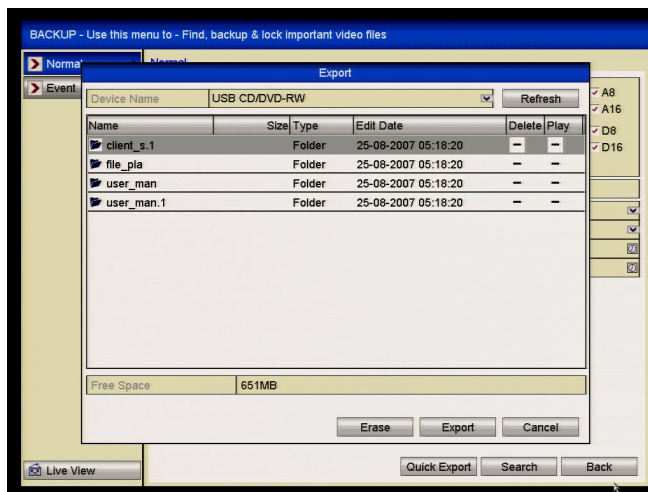 BACKUP - Use this menu to - Find, backup & lock important video files
Normal
Normal
Event
Export
Device Name USB CD/DVD-RW Refresh
A8
A16
D8
D16
Name Size Type Edit Date Delete Play
client_s.1 Folder 25-08-2007 05:18:20 – –
file_pla Folder 25-08-2007 05:18:20 – –
user_man Folder 25-08-2007 05:18:20 – –
user_man.1 Folder 25-08-2007 05:18:20 – –
Free Space 651MB
Erase Export Cancel
Live View Quick Export Search Back